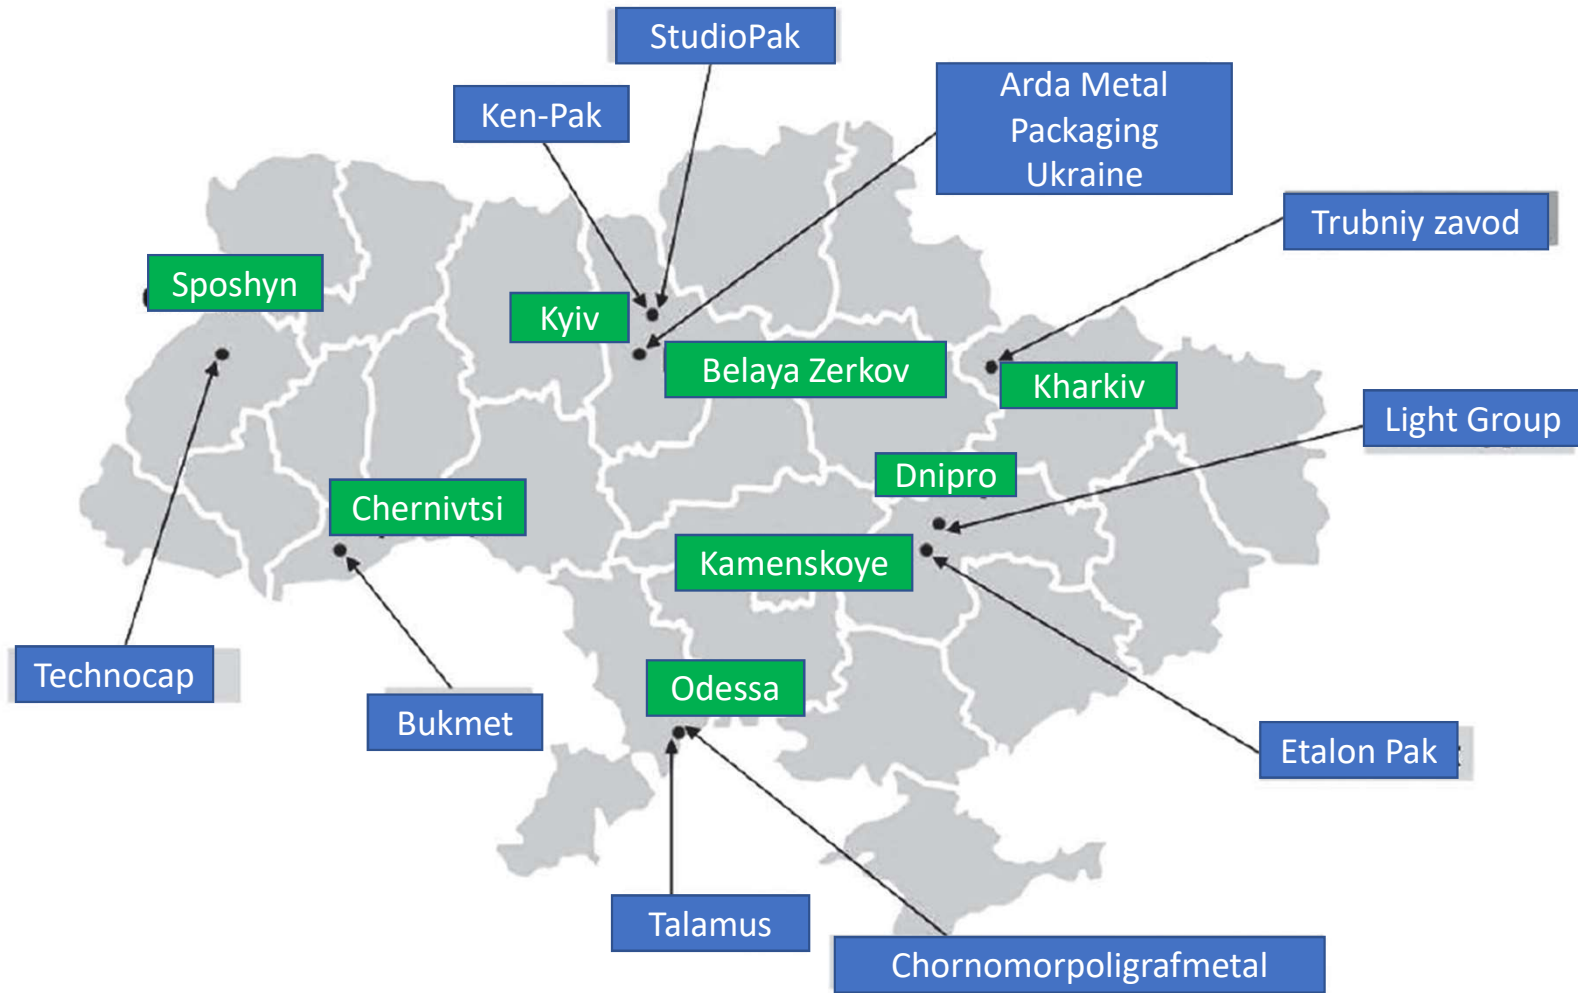 StudioPak
Ken-Pak
Arda Metal
Packaging
Ukraine
Trubniy zavod
Sposhyn
Kyiv
Belaya Zerkov
Kharkiv
Light Group
Dnipro
Chernivtsi
Kamenskoye
Technocap
Odessa
Bukmet
Etalon Pak
Talamus
Chornomorpoligrafmetal